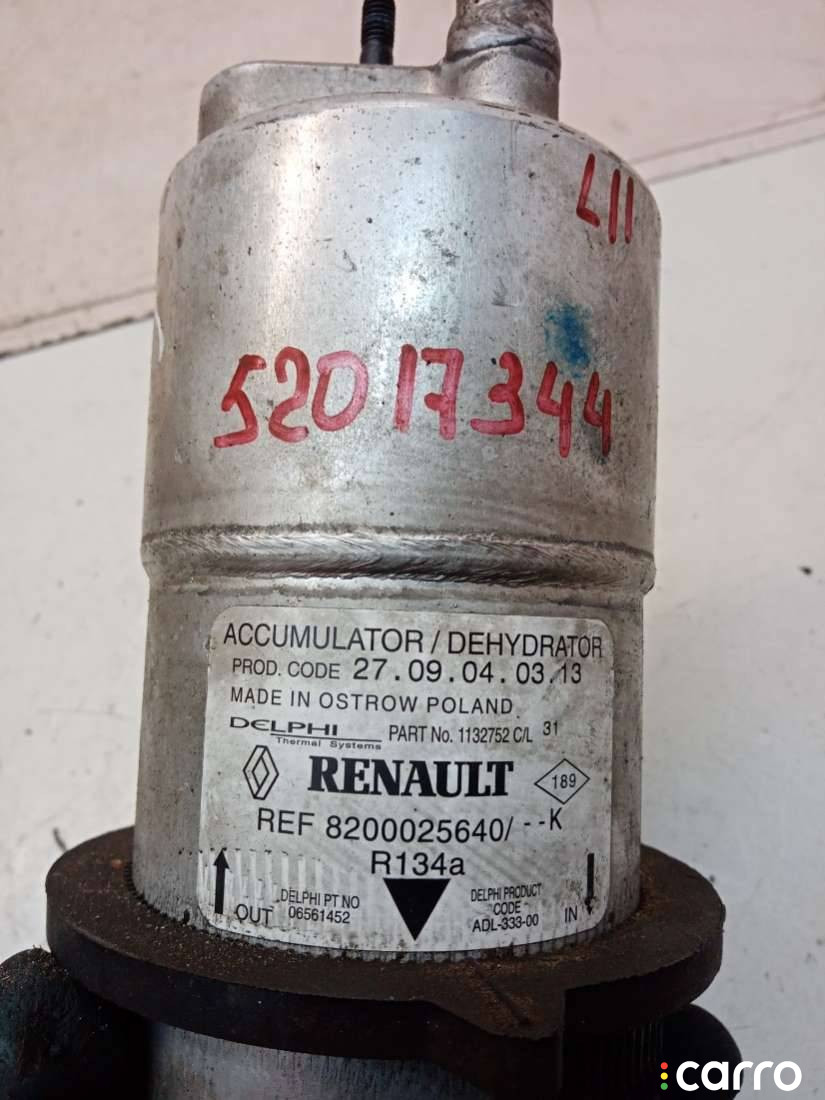 L11
52017344
ACCUMULATOR / DEHYDRATOR
PROD. CODE 27.09.04.03.13
MADE IN OSTROW POLAND
DELPHI
Thermal Systems
PART No. 1132752 C/L 31
RENAULT
189
REF 8200025640/ --K
R134a
OUT
DELPHI PT NO
06561452
DELPHI PRODUCT
CODE
ADL-333-00
IN
carro